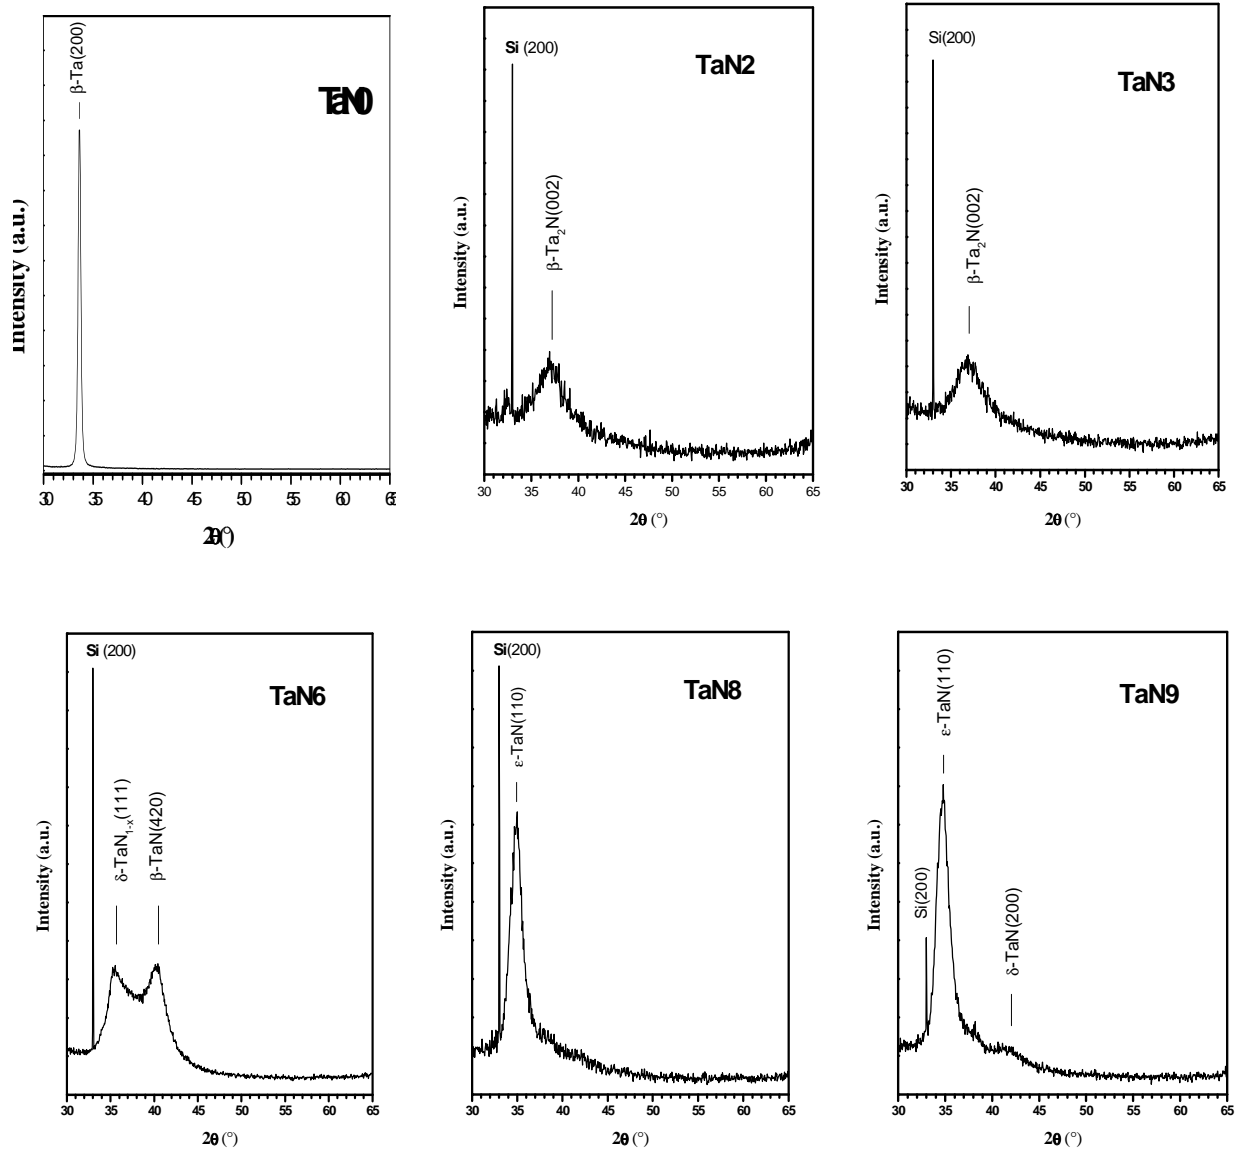 β-Ta(200)
TaN0
Intensity (a.u.)
30 35 40 45 50 55 60 65
2θ(°)
Si (200)
TaN2
β-Ta₂N(002)
Intensity (a.u.)
30 35 40 45 50 55 60 65
2θ (°)
Si(200)
TaN3
β-Ta₂N(002)
Intensity (a.u.)
30 35 40 45 50 55 60 65
2θ (°)
Si (200)
TaN6
δ-TaN₁₋ₓ(111)
β-TaN(420)
Intensity (a.u.)
30 35 40 45 50 55 60 65
2θ (°)
Si(200)
TaN8
ε-TaN(110)
Intensity (a.u.)
30 35 40 45 50 55 60 65
2θ (°)
ε-TaN(110)
TaN9
Si(200)
δ-TaN(200)
Intensity (a.u.)
30 35 40 45 50 55 60 65
2θ (°)